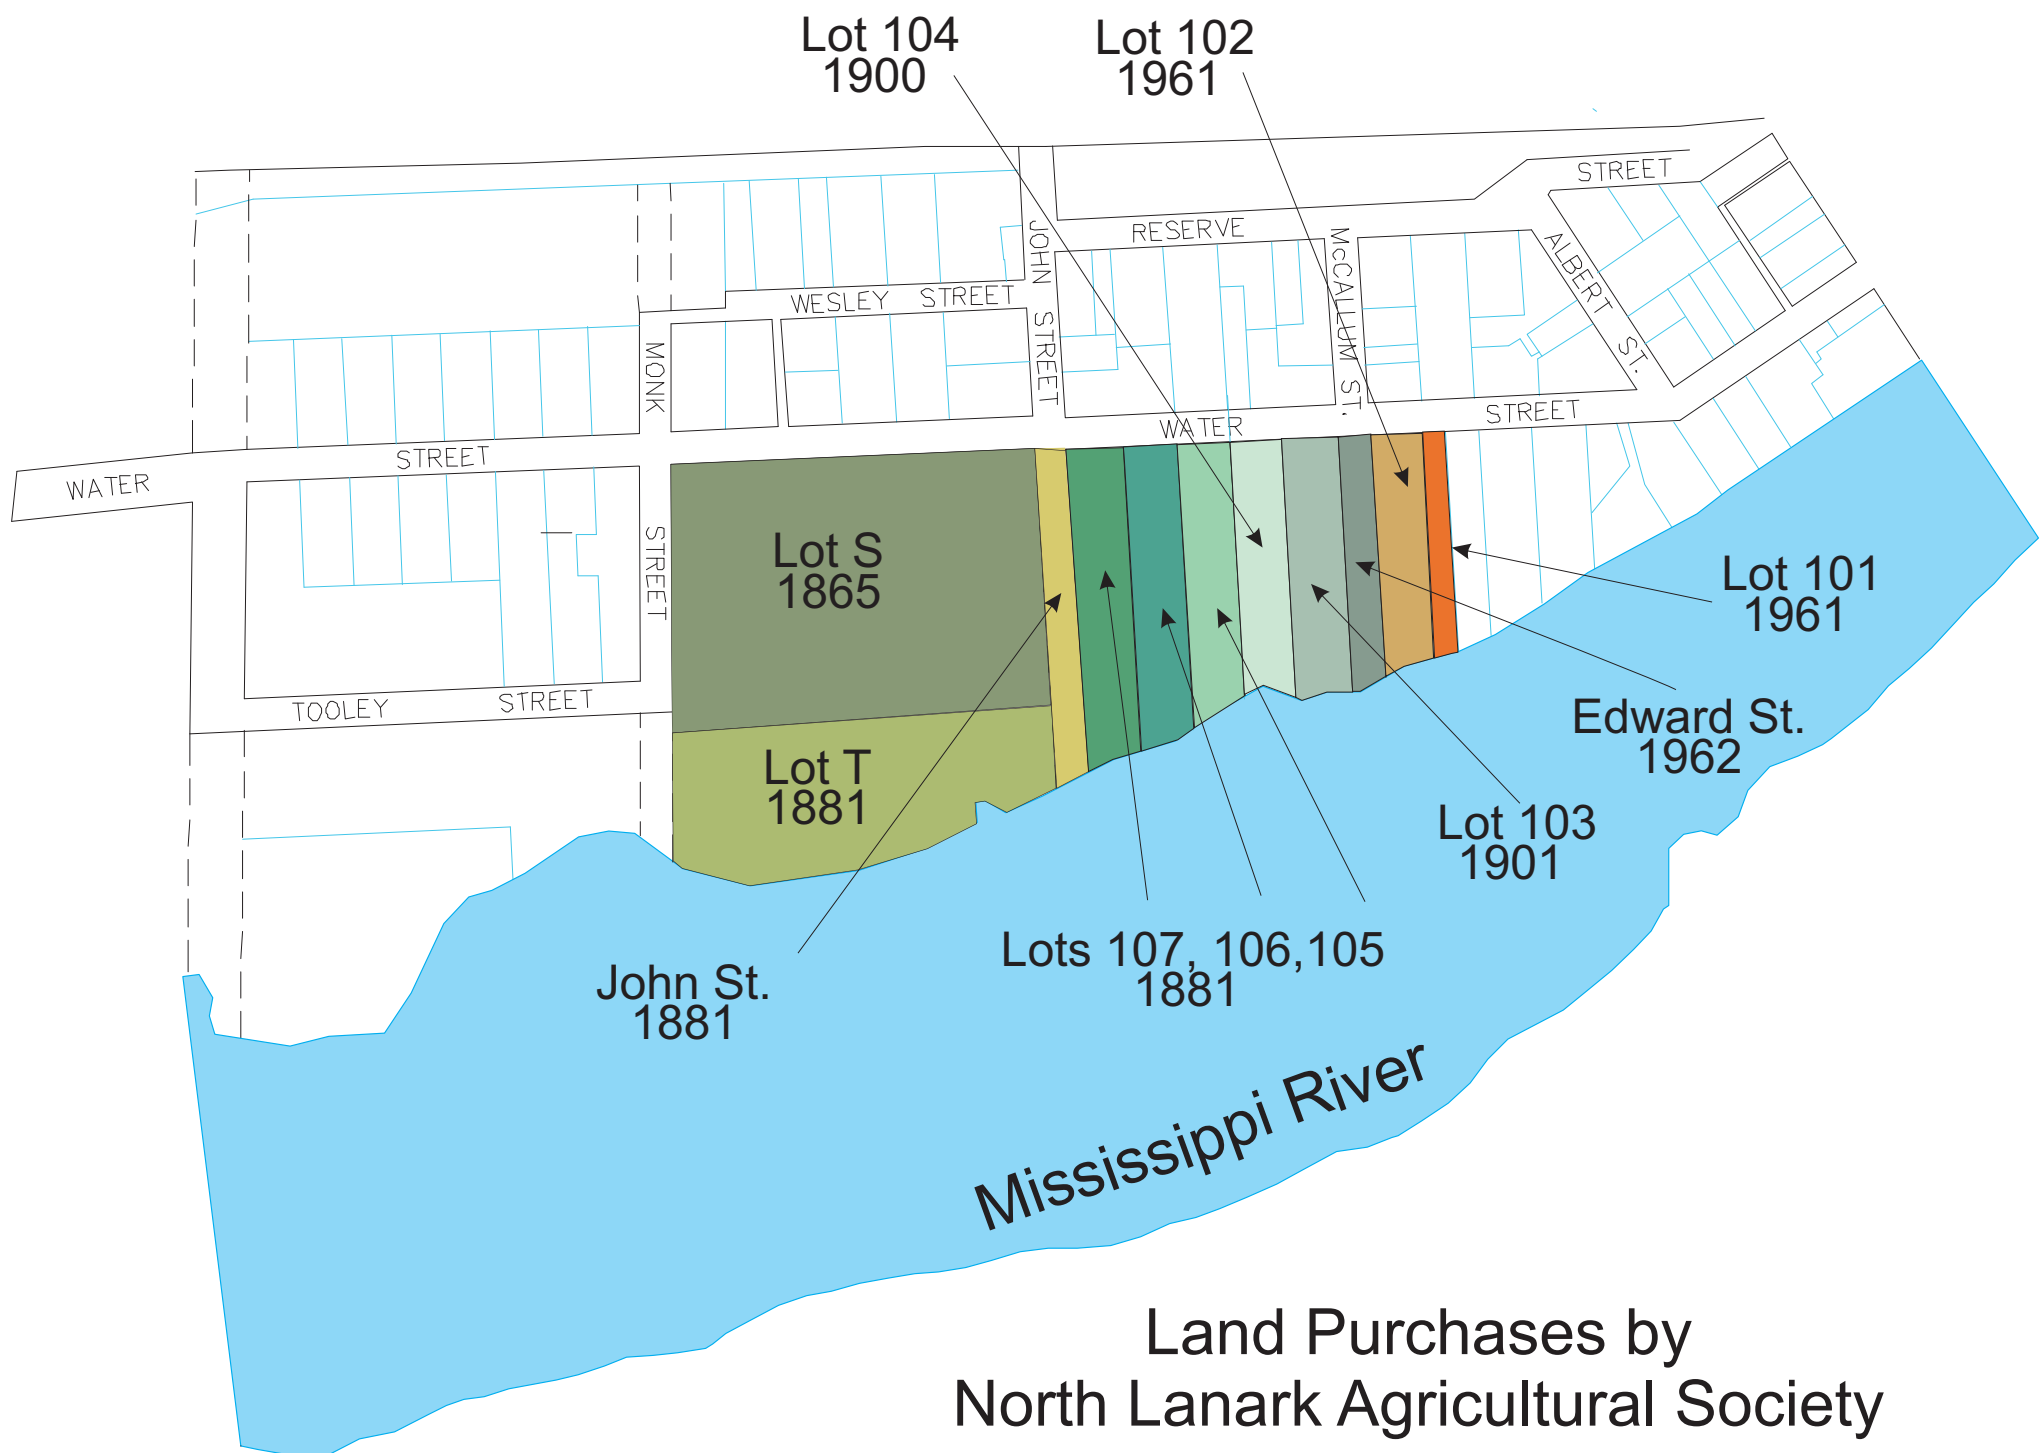 Lot 104
1900
Lot 102
1961
STREET
RESERVE
JOHN STREET
McCALLUM ST.
ALBERT ST.
WESLEY STREET
MONK STREET
WATER STREET
WATER STREET
Lot S
1865
Lot 101
1961
TOOLEY STREET
Edward St.
1962
Lot T
1881
Lot 103
1901
Lots 107, 106,105
1881
John St.
1881
Mississippi River
Land Purchases by
North Lanark Agricultural Society